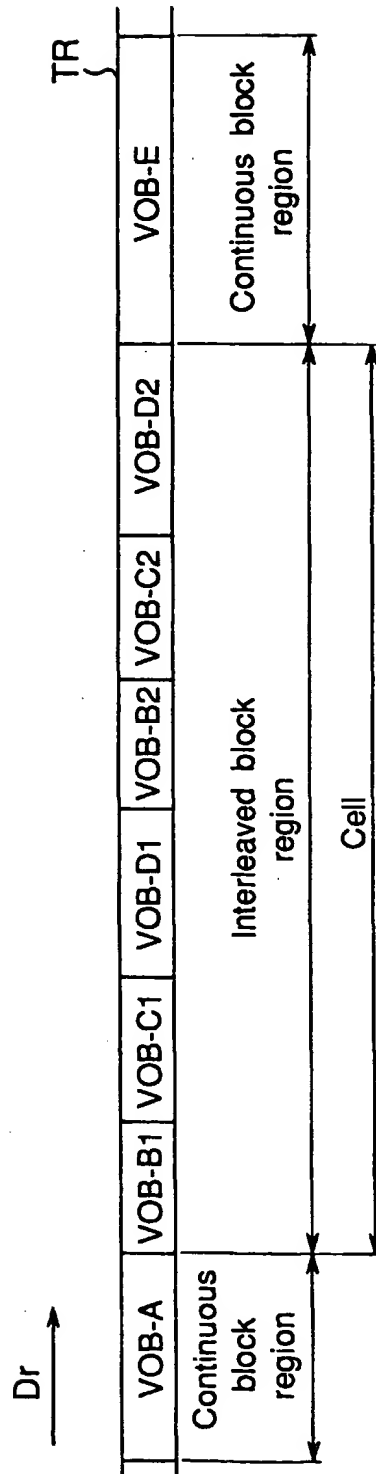 Dr
TR
VOB-A
VOB-B1
VOB-C1
VOB-D1
VOB-B2
VOB-C2
VOB-D2
VOB-E
Continuous
block
region
Interleaved block
region
Continuous block
region
Cell